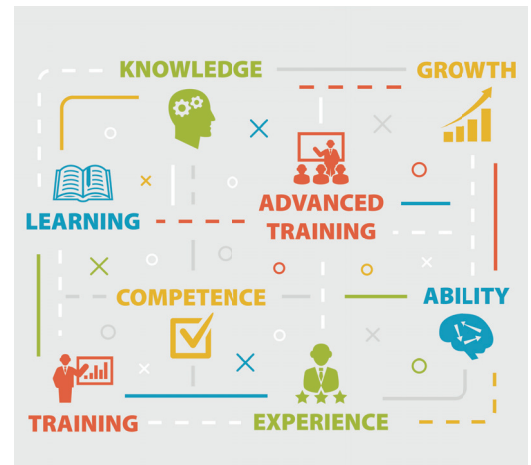 KNOWLEDGE
GROWTH
LEARNING
ADVANCED
TRAINING
COMPETENCE
ABILITY
TRAINING
EXPERIENCE